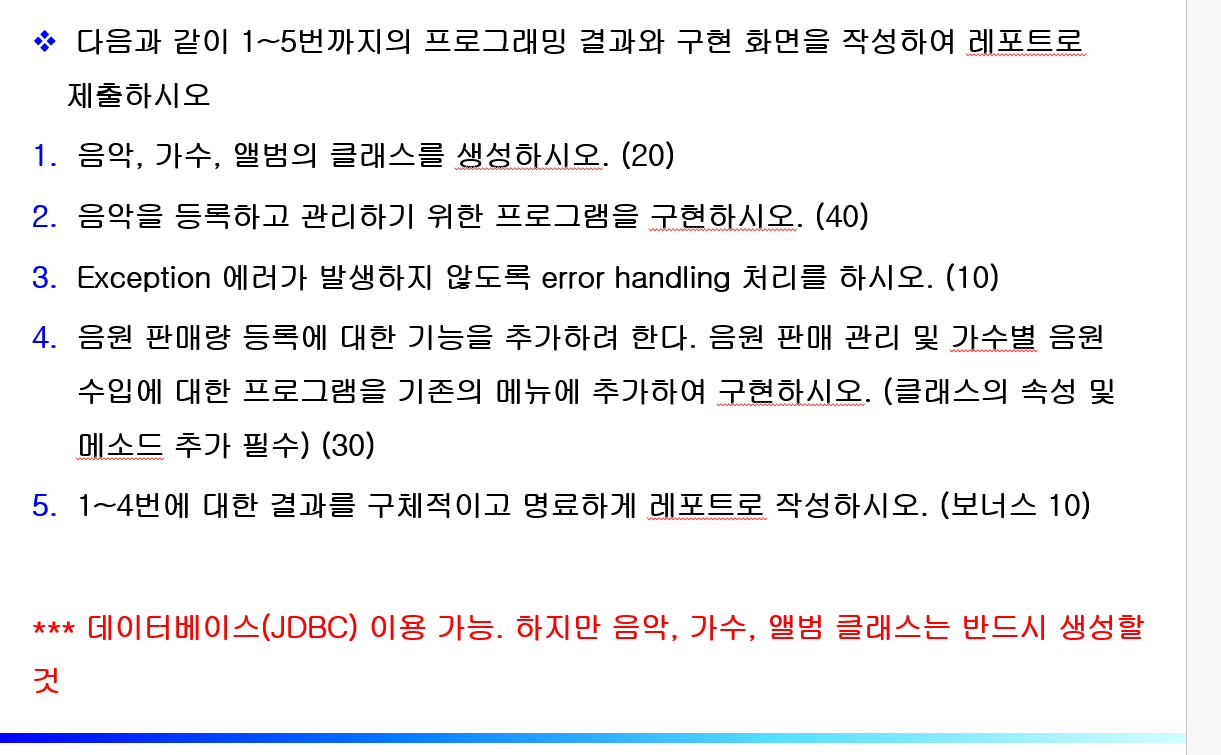 ❖ 다음과 같이 1~5번까지의 프로그래밍 결과와 구현 화면을 작성하여 레포트로
제출하시오
1. 음악, 가수, 앨범의 클래스를 생성하시오. (20)
2. 음악을 등록하고 관리하기 위한 프로그램을 구현하시오. (40)
3. Exception 에러가 발생하지 않도록 error handling 처리를 하시오. (10)
4. 음원 판매량 등록에 대한 기능을 추가하려 한다. 음원 판매 관리 및 가수별 음원
수입에 대한 프로그램을 기존의 메뉴에 추가하여 구현하시오. (클래스의 속성 및
메소드 추가 필수) (30)
5. 1~4번에 대한 결과를 구체적이고 명료하게 레포트로 작성하시오. (보너스 10)
*** 데이터베이스(JDBC) 이용 가능. 하지만 음악, 가수, 앨범 클래스는 반드시 생성할
것